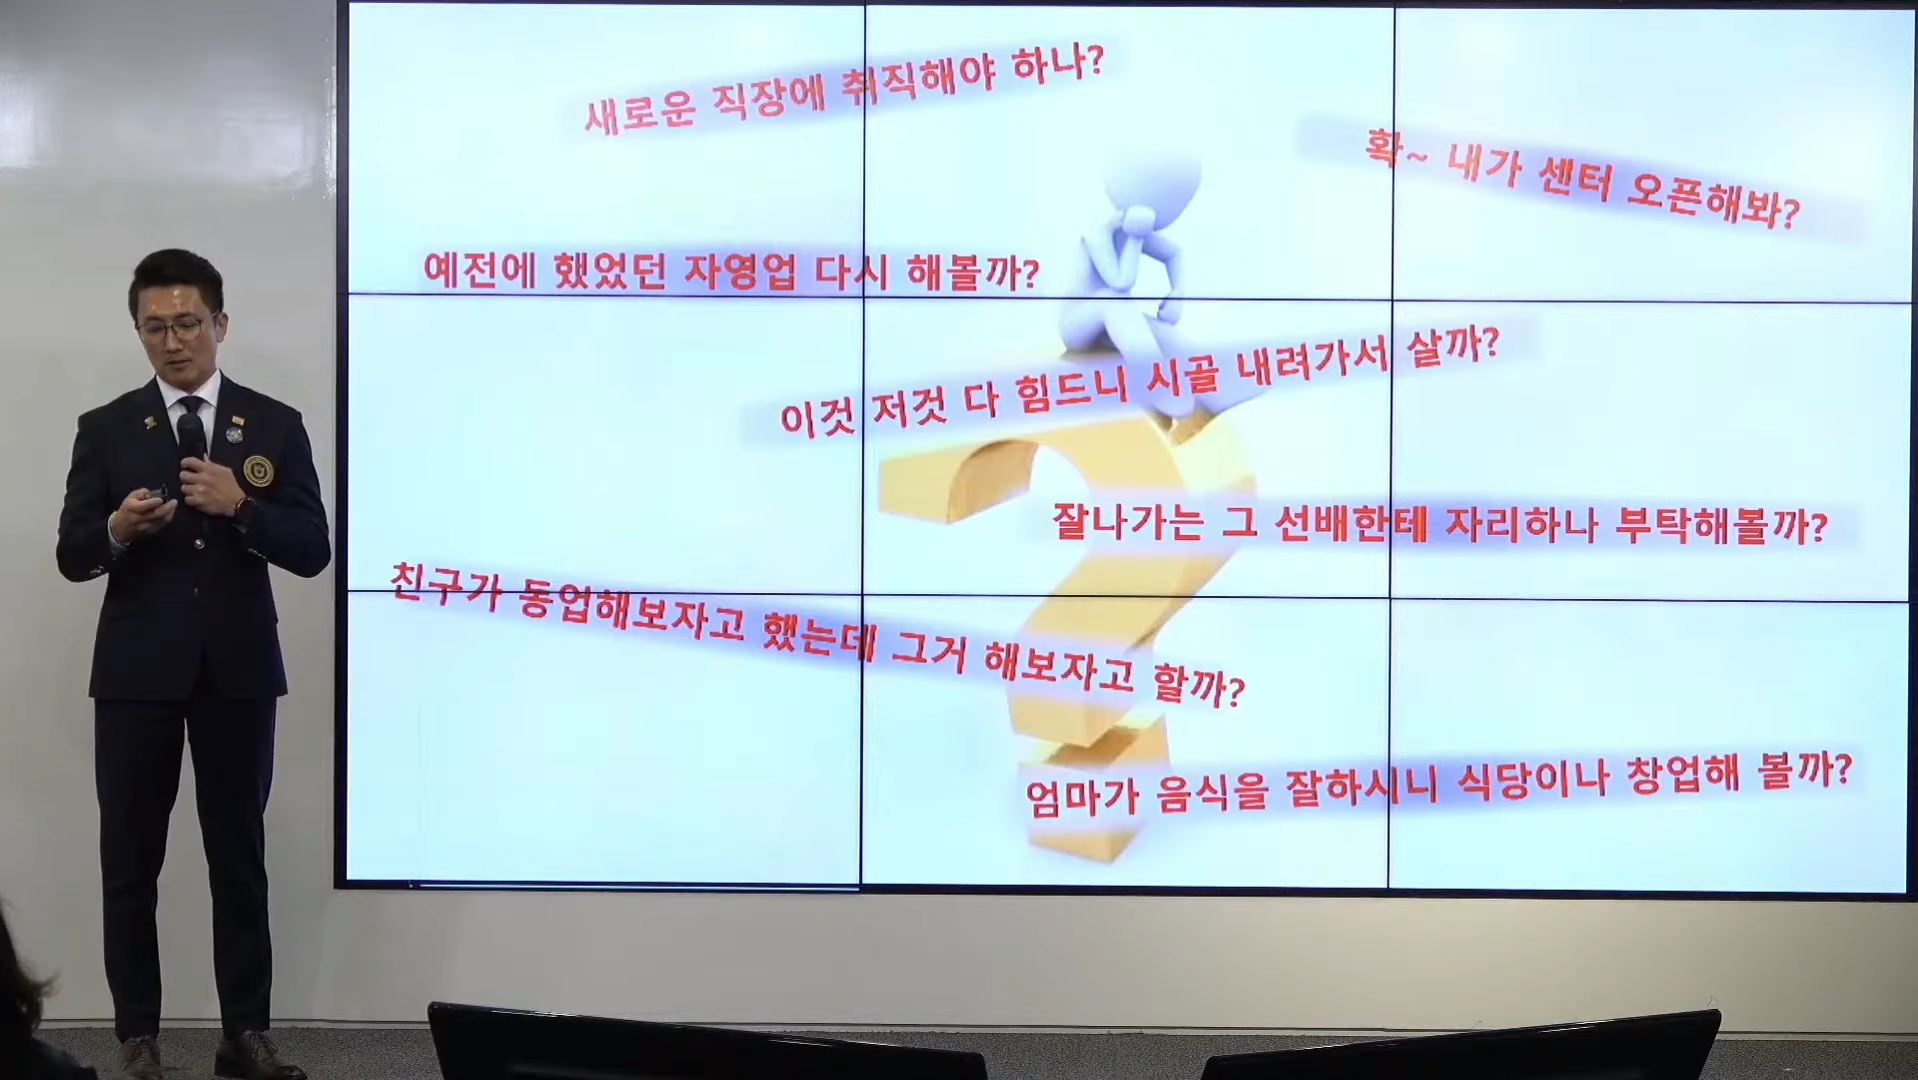 새로운 직장에 취직해야 하나?
확~ 내가 센터 오픈해봐?
예전에 했었던 자영업 다시 해볼까?
이것 저것 다 힘드니 시골 내려가서 살까?
잘나가는 그 선배한테 자리하나 부탁해볼까?
친구가 동업해보자고 했는데 그거 해보자고 할까?
엄마가 음식을 잘하시니 식당이나 창업해 볼까?